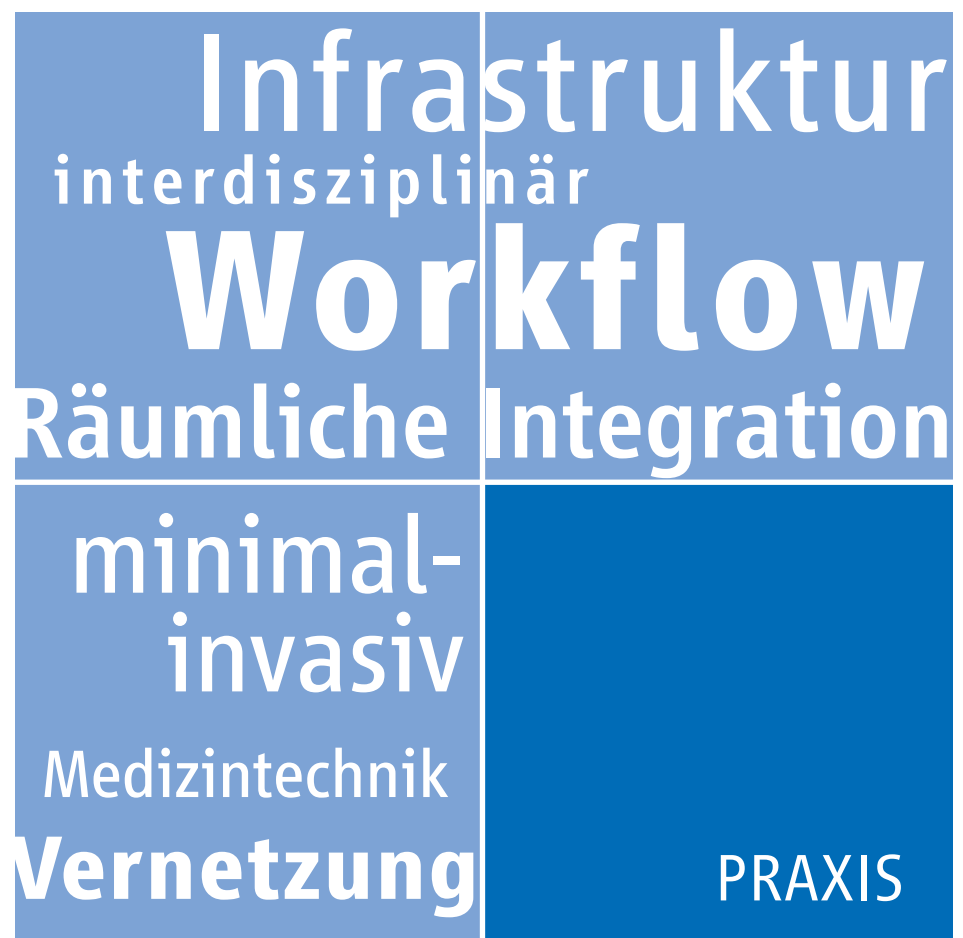 Infrastruktur
interdisziplinär
Workflow
Räumliche Integration
minimal-
invasiv
Medizintechnik
Vernetzung
PRAXIS